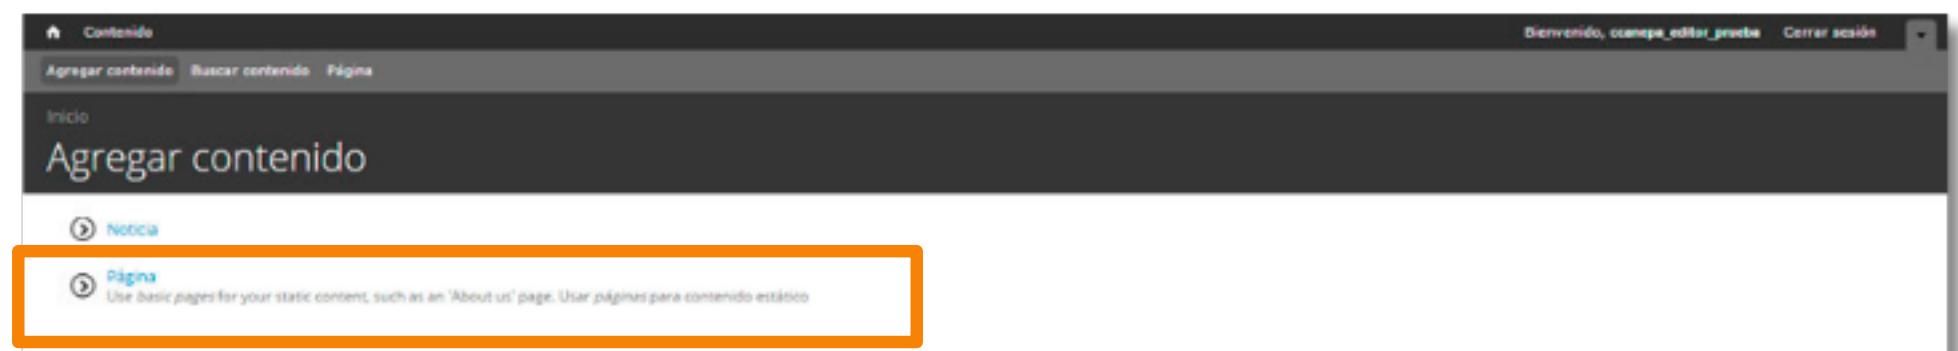 Contenido
Bienvenido, ccanepa_editor_prueba Cerrar sesión
Agregar contenido Buscar contenido Página
Inicio
Agregar contenido
Noticia
Página
Use basic pages for your static content, such as an 'About us' page. Usar páginas para contenido estático